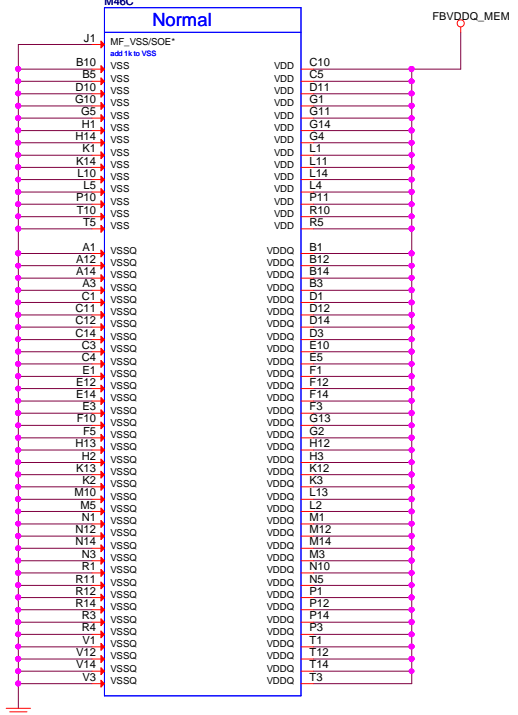 M46C
Normal
FBVDDQ_MEM
J1 MF_VSS/SOE*
add 1k to VSS
B10 VSS VDD C10
B5 VSS VDD C5
D10 VSS VDD D11
G10 VSS VDD G1
G5 VSS VDD G11
H1 VSS VDD G14
H14 VSS VDD G4
K1 VSS VDD L1
K14 VSS VDD L11
L10 VSS VDD L14
L5 VSS VDD L4
P10 VSS VDD P11
T10 VSS VDD R10
T5 VSS VDD R5
A1 VSSQ VDDQ B1
A12 VSSQ VDDQ B12
A14 VSSQ VDDQ B14
A3 VSSQ VDDQ B3
C1 VSSQ VDDQ D1
C11 VSSQ VDDQ D12
C12 VSSQ VDDQ D14
C14 VSSQ VDDQ D3
C3 VSSQ VDDQ E10
C4 VSSQ VDDQ E5
E1 VSSQ VDDQ F1
E12 VSSQ VDDQ F12
E14 VSSQ VDDQ F14
E3 VSSQ VDDQ F3
F10 VSSQ VDDQ G13
F5 VSSQ VDDQ G2
H13 VSSQ VDDQ H12
H2 VSSQ VDDQ H3
K13 VSSQ VDDQ K12
K2 VSSQ VDDQ K3
M10 VSSQ VDDQ L13
M5 VSSQ VDDQ L2
N1 VSSQ VDDQ M1
N12 VSSQ VDDQ M12
N14 VSSQ VDDQ M14
N3 VSSQ VDDQ M3
R1 VSSQ VDDQ N10
R11 VSSQ VDDQ N5
R12 VSSQ VDDQ P1
R14 VSSQ VDDQ P12
R3 VSSQ VDDQ P14
R4 VSSQ VDDQ P3
V1 VSSQ VDDQ T1
V12 VSSQ VDDQ T12
V14 VSSQ VDDQ T14
V3 VSSQ VDDQ T3